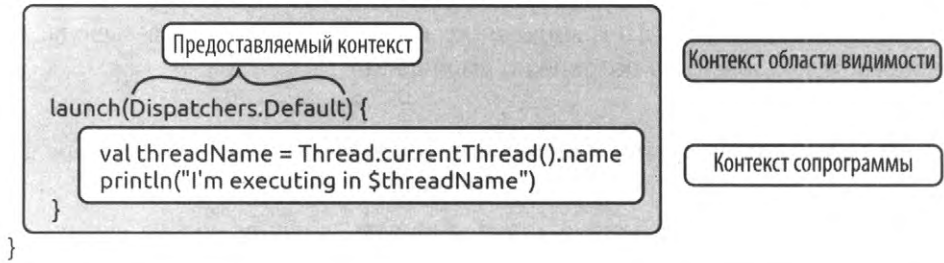 Предоставляемый контекст
Контекст области видимости
launch(Dispatchers.Default) {
val threadName = Thread.currentThread().name
println("I'm executing in $threadName")
Контекст сопрограммы
}
}